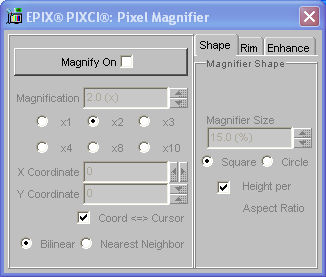 EPIX® PIXCI®: Pixel Magnifier
Magnify On
Magnification 2.0 (x)
x1 x2 x3
x4 x8 x10
X Coordinate 0
Y Coordinate 0
Coord <=> Cursor
Bilinear Nearest Neighbor
Shape Rim Enhance
Magnifier Shape
Magnifier Size
15.0 (%)
Square Circle
Height per
Aspect Ratio